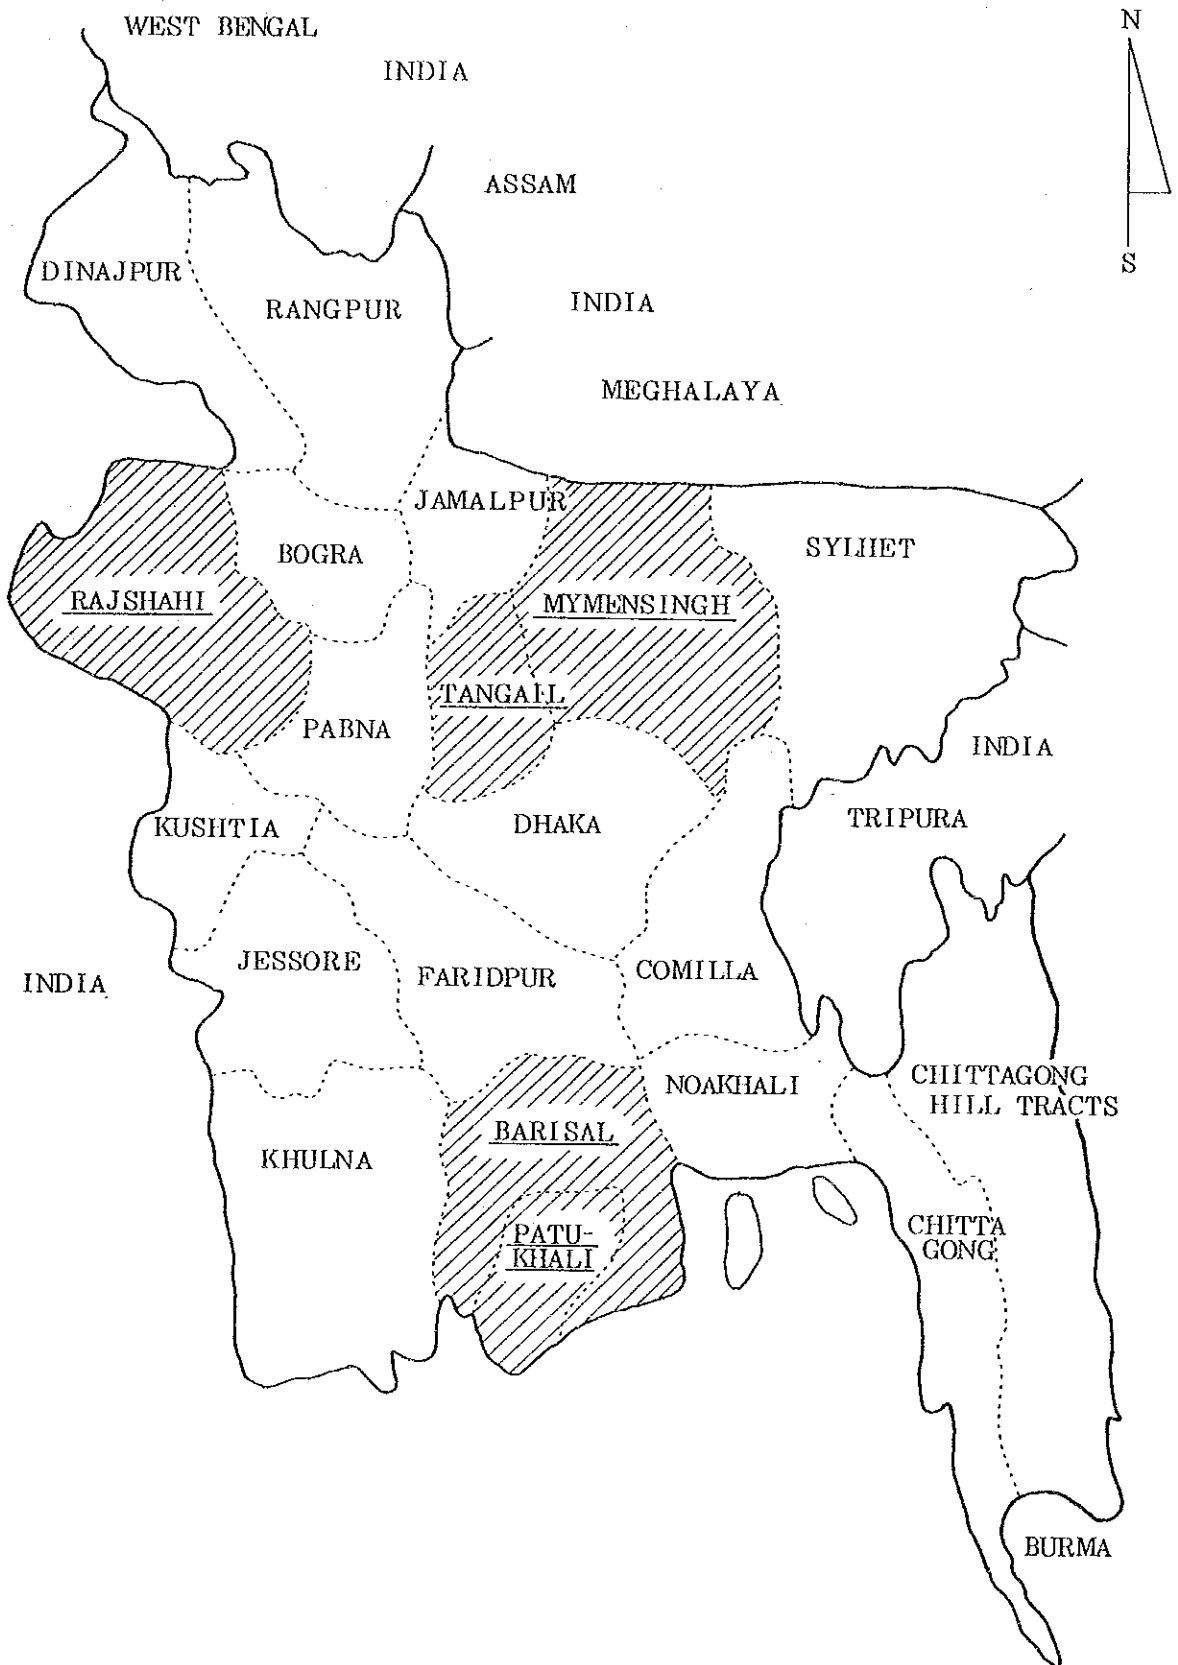 WEST BENGAL
N
INDIA
ASSAM
S
DINAJPUR
RANGPUR
INDIA
MEGHALAYA
JAMALPUR
BOGRA
SYLHET
RAJSHAHI
MYMENSINGH
TANGAIL
PABNA
INDIA
KUSHTIA
DHAKA
TRIPURA
JESSORE
FARIDPUR
COMILLA
INDIA
NOAKHALI
CHITTAGONG
HILL TRACTS
BARISAL
KHULNA
PATU-
KHALI
CHITTA
GONG
BURMA